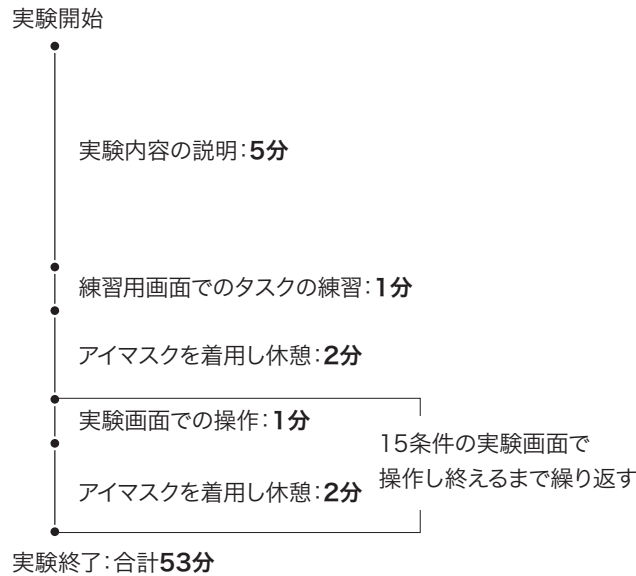 実験開始
実験内容の説明：5分
練習用画面でのタスクの練習：1分
アイマスクを着用し休憩：2分
実験画面での操作：1分
15条件の実験画面で
操作し終えるまで繰り返す
アイマスクを着用し休憩：2分
実験終了：合計53分